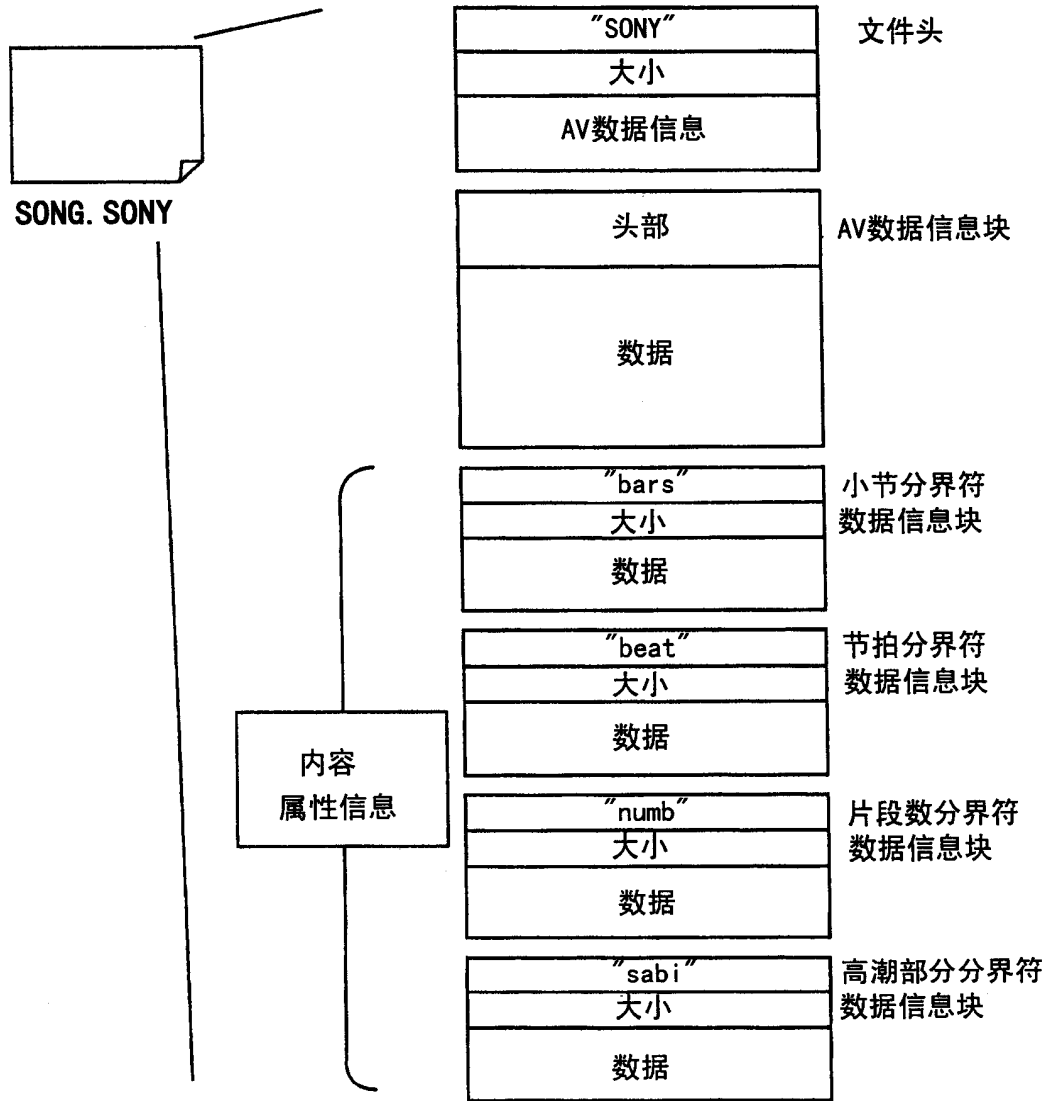 "SONY"
文件头
大小
AV数据信息
SONG. SONY
头部
AV数据信息块
数据
"bars"
小节分界符
数据信息块
大小
数据
"beat"
节拍分界符
数据信息块
大小
数据
内容
属性信息
"numb"
片段数分界符
数据信息块
大小
数据
"sabi"
高潮部分分界符
数据信息块
大小
数据